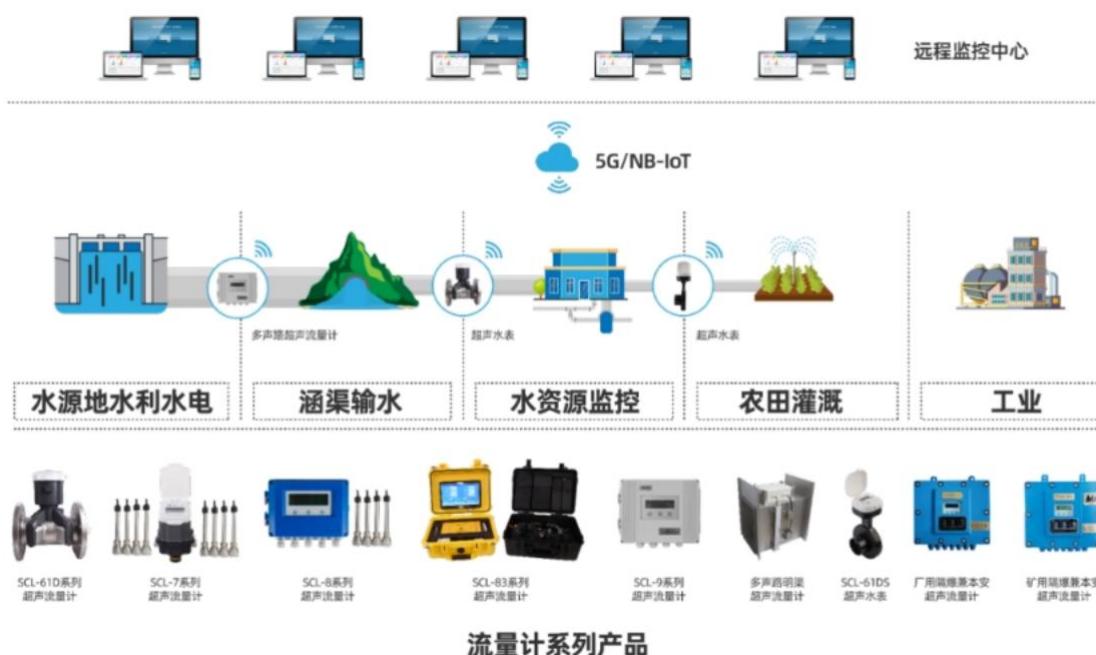 远程监控中心
5G/NB-IoT
多声路超声流量计
超声水表
超声水表
水源地水利水电
涵渠输水
水资源监控
农田灌溉
工业
SCL-61D系列
超声流量计
SCL-7系列
超声流量计
SCL-8系列
超声流量计
SCL-83系列
超声流量计
SCL-9系列
超声流量计
多声路明渠
超声流量计
SCL-61DS
超声水表
厂用隔爆兼本安
超声流量计
矿用隔爆兼本安
超声流量计
流量计系列产品